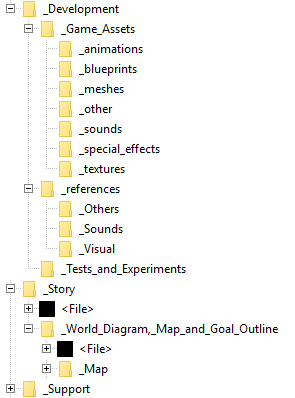 _Development
_Game_Assets
_animations
_blueprints
_meshes
_other
_sounds
_special_effects
_textures
_references
_Others
_Sounds
_Visual
_Tests_and_Experiments
_Story
<File>
_World_Diagram,_Map_and_Goal_Outline
<File>
_Map
_Support